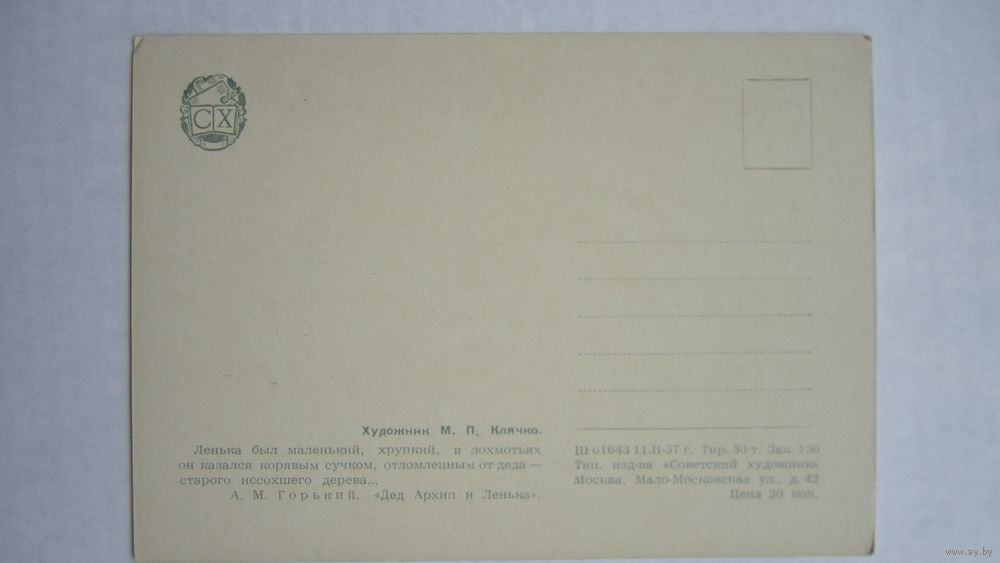 СХ
Художник М. П. Клячко.
Ленька был маленький, хрупкий, в лохмотьях
он казался корявым сучком, отломленным от деда —
старого иссохшего дерева...
А. М. Горький. «Дед Архип и Ленька».
Ш 01643 11.II-57 г. Тир. 50 т. Зак. 130
Тип. изд-ва «Советский художник»
Москва, Мало-Московская ул., д. 42
Цена 20 коп.
www.ay.by